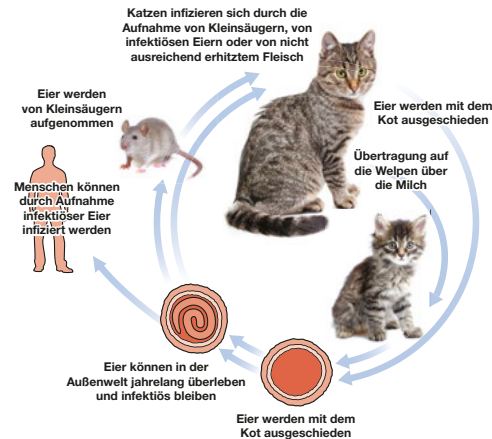 Katzen infizieren sich durch die
Aufnahme von Kleinsäugern, von
infektiösen Eiern oder von nicht
ausreichend erhitztem Fleisch
Eier werden
von Kleinsäugern
aufgenommen
Eier werden mit dem
Kot ausgeschieden
Übertragung auf
die Welpen über
die Milch
Menschen können
durch Aufnahme
infektiöser Eier
infiziert werden
Eier können in der
Außenwelt jahrelang überleben
und infektiös bleiben
Eier werden mit dem
Kot ausgeschieden